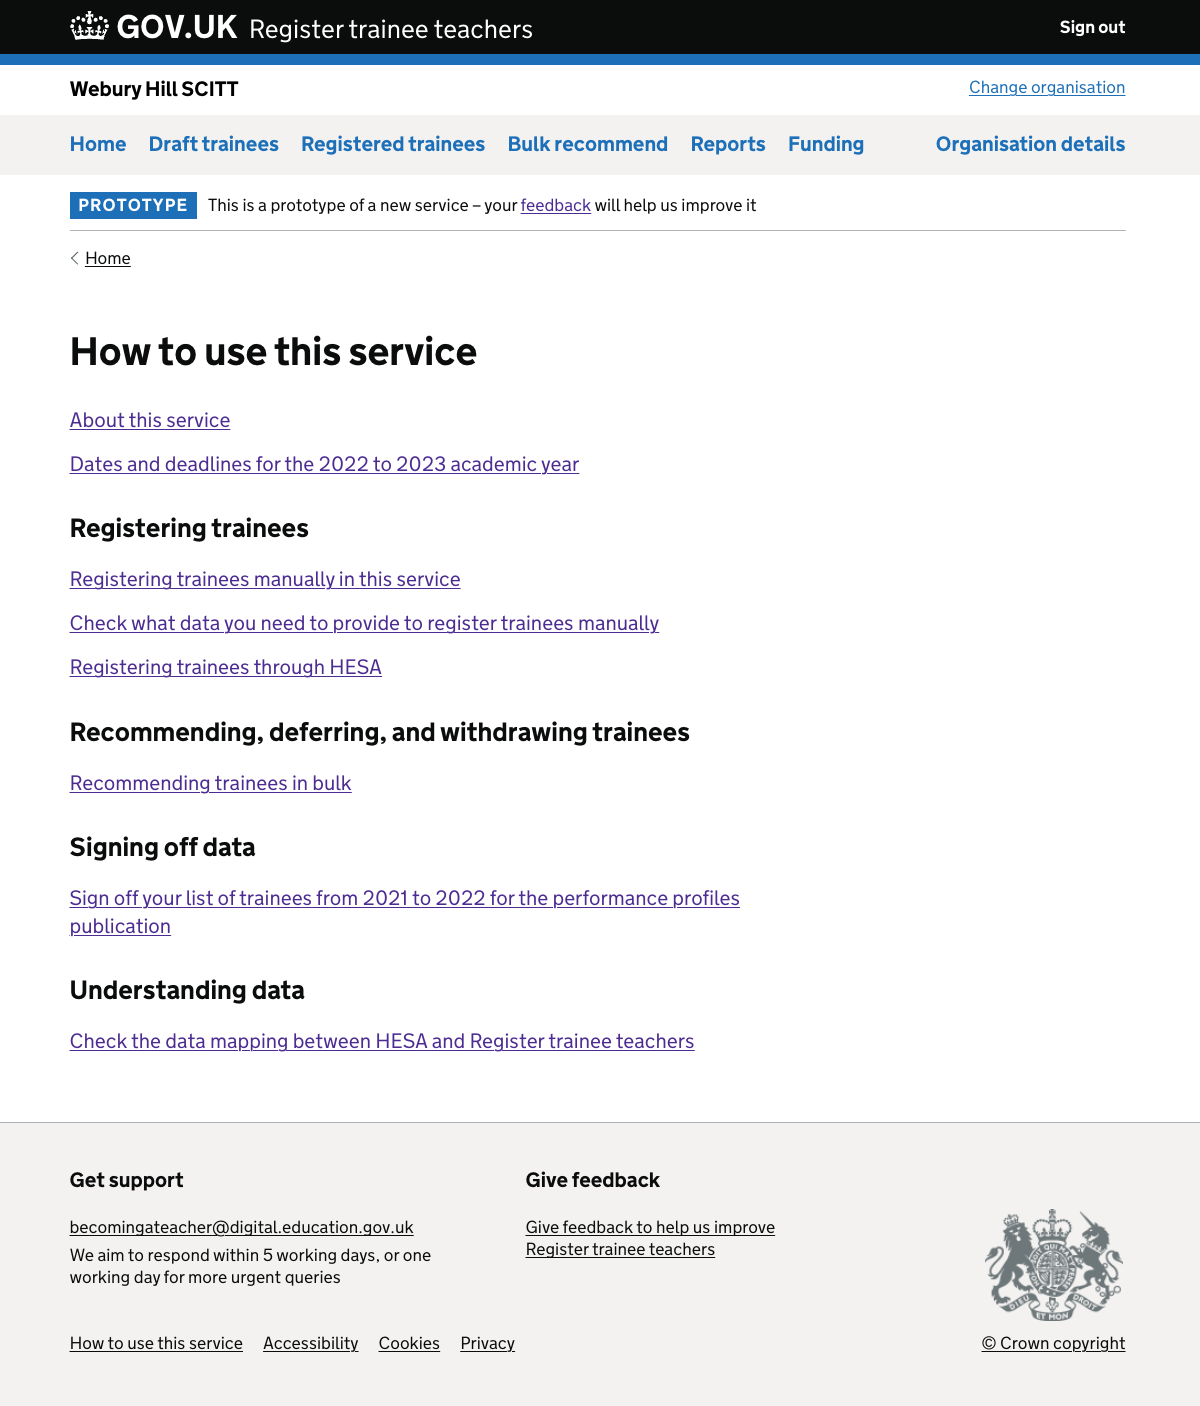 GOV.UK Register trainee teachers Sign out
Webury Hill SCITT Change organisation
Home Draft trainees Registered trainees Bulk recommend Reports Funding Organisation details
PROTOTYPE This is a prototype of a new service – your feedback will help us improve it
Home
How to use this service
About this service
Dates and deadlines for the 2022 to 2023 academic year
Registering trainees
Registering trainees manually in this service
Check what data you need to provide to register trainees manually
Registering trainees through HESA
Recommending, deferring, and withdrawing trainees
Recommending trainees in bulk
Signing off data
Sign off your list of trainees from 2021 to 2022 for the performance profiles
publication
Understanding data
Check the data mapping between HESA and Register trainee teachers
Get support
becomingateacher@digital.education.gov.uk
We aim to respond within 5 working days, or one
working day for more urgent queries
Give feedback
Give feedback to help us improve
Register trainee teachers
DIEU ET MON DROIT
How to use this service Accessibility Cookies Privacy © Crown copyright